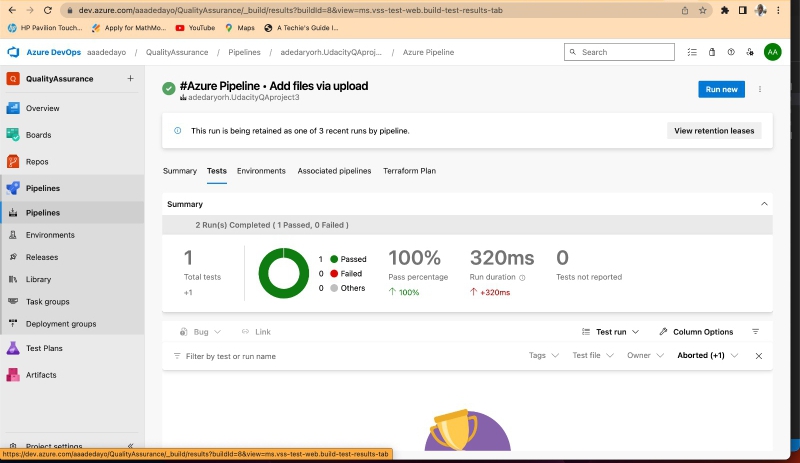 dev.azure.com/aaadedayo/QualityAssurance/_build/results?buildId=8&view=ms.vss-test-web.build-test-results-tab
HP Pavilion Touch... Apply for MathMo... YouTube Maps A Techie's Guide I...
Azure DevOps aaadedayo / QualityAssurance / Pipelines / adedaryorh.UdacityQAproj... / Azure Pipeline Search AA
Q QualityAssurance +
#Azure Pipeline • Add files via upload
adedaryorh.UdacityQAproject3
Run new
Overview
Boards
Repos
Pipelines
Pipelines
Environments
Releases
Library
Task groups
Deployment groups
Test Plans
Artifacts
Project settings
This run is being retained as one of 3 recent runs by pipeline. View retention leases
Summary Tests Environments Associated pipelines Terraform Plan
Summary
2 Run(s) Completed ( 1 Passed, 0 Failed )
1
Total tests
+1
1 Passed
0 Failed
0 Others
100%
Pass percentage
100%
320ms
Run duration
+320ms
0
Tests not reported
Bug Link Test run Column Options
Filter by test or run name Tags Test file Owner Aborted (+1)
https://dev.azure.com/aaadedayo/QualityAssurance/_build/results?buildId=8&view=ms.vss-test-web.build-test-results-tab